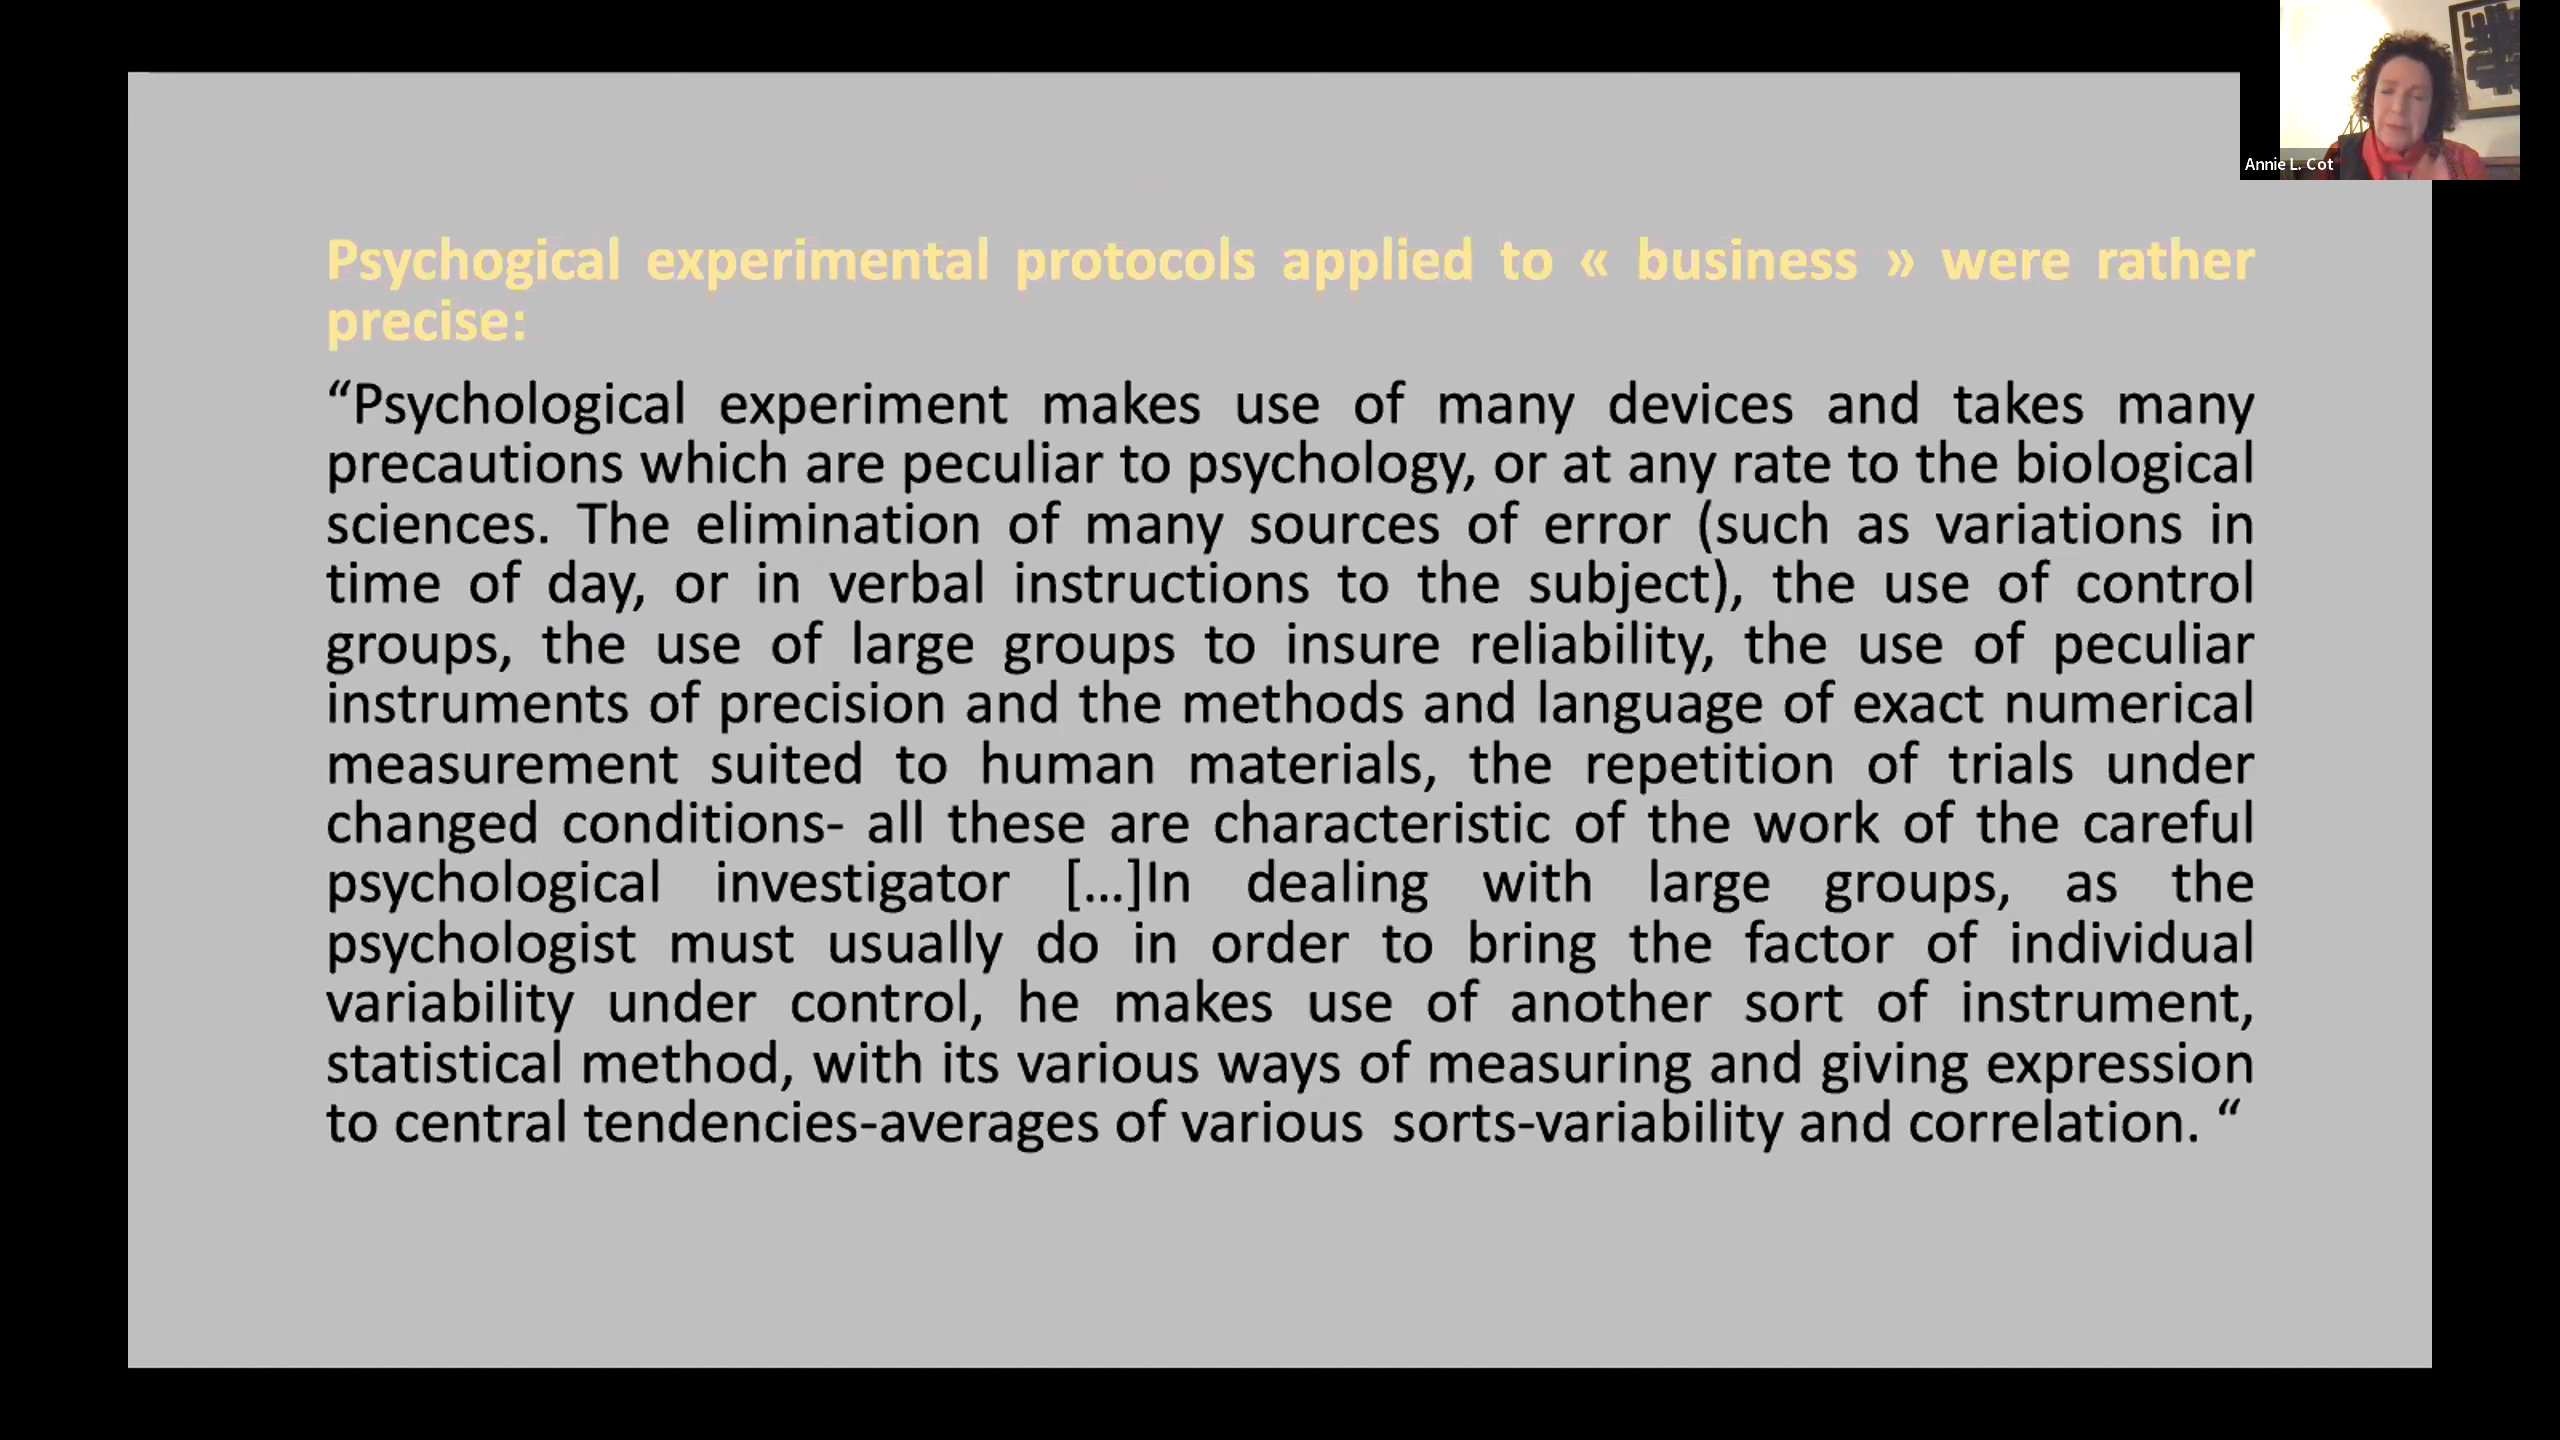 Annie L. Cot
Psychogical experimental protocols applied to « business » were rather
precise:
“Psychological experiment makes use of many devices and takes many
precautions which are peculiar to psychology, or at any rate to the biological
sciences. The elimination of many sources of error (such as variations in
time of day, or in verbal instructions to the subject), the use of control
groups, the use of large groups to insure reliability, the use of peculiar
instruments of precision and the methods and language of exact numerical
measurement suited to human materials, the repetition of trials under
changed conditions- all these are characteristic of the work of the careful
psychological investigator [...]In dealing with large groups, as the
psychologist must usually do in order to bring the factor of individual
variability under control, he makes use of another sort of instrument,
statistical method, with its various ways of measuring and giving expression
to central tendencies-averages of various  sorts-variability and correlation. “